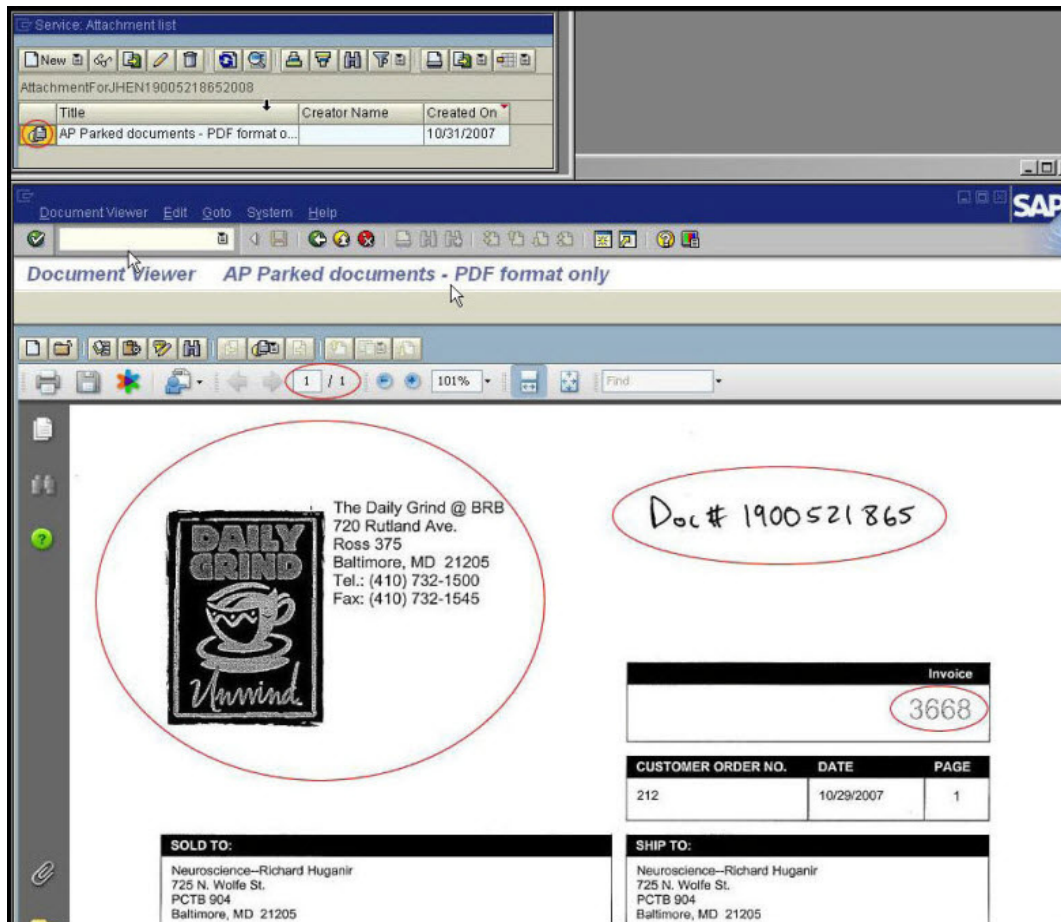 Service: Attachment list
New
AttachmentForJHEN19005218652008
Title Creator Name Created On
AP Parked documents - PDF format o... 10/31/2007
SAP
Document Viewer Edit Goto System Help
Document Viewer AP Parked documents - PDF format only
1 / 1 101% Find
DAILY
GRIND
Unwind.
The Daily Grind @ BRB
720 Rutland Ave.
Ross 375
Baltimore, MD 21205
Tel.: (410) 732-1500
Fax: (410) 732-1545
Doc# 1900521865
Invoice
3668
CUSTOMER ORDER NO. DATE PAGE
212 10/29/2007 1
SOLD TO:
Neuroscience--Richard Huganir
725 N. Wolfe St.
PCTB 904
Baltimore, MD 21205
SHIP TO:
Neuroscience--Richard Huganir
725 N. Wolfe St.
PCTB 904
Baltimore, MD 21205